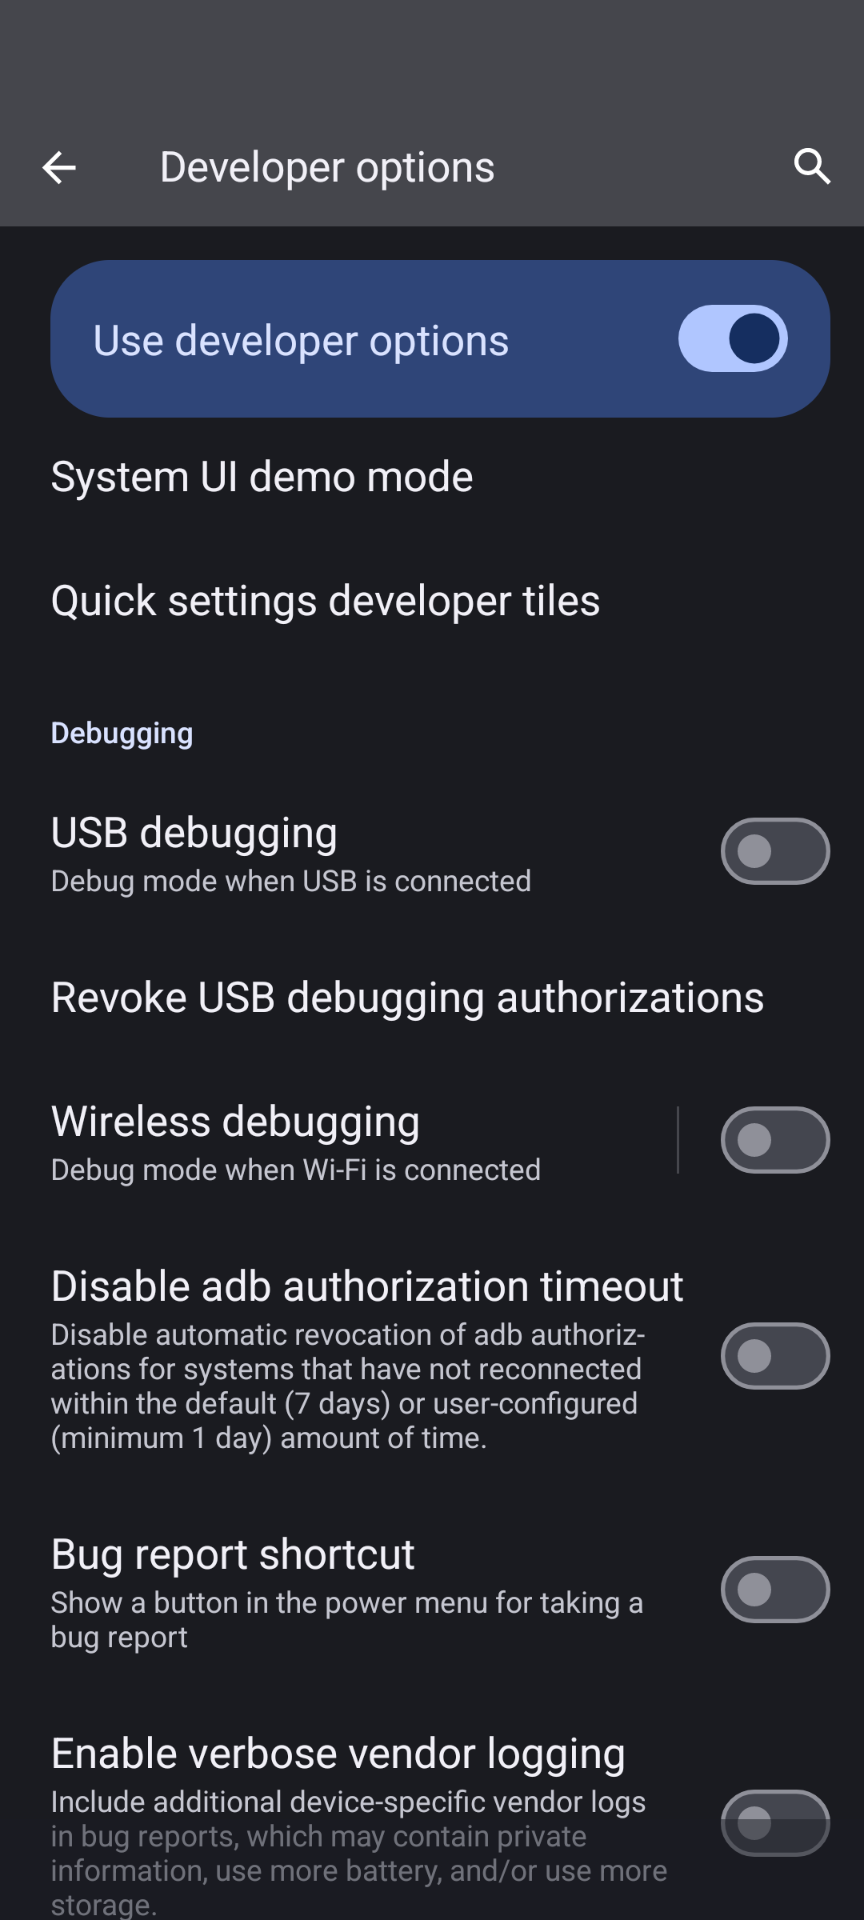 Developer options
Use developer options
System UI demo mode
Quick settings developer tiles
Debugging
USB debugging
Debug mode when USB is connected
Revoke USB debugging authorizations
Wireless debugging
Debug mode when Wi-Fi is connected
Disable adb authorization timeout
Disable automatic revocation of adb authoriz-
ations for systems that have not reconnected
within the default (7 days) or user-configured
(minimum 1 day) amount of time.
Bug report shortcut
Show a button in the power menu for taking a
bug report
Enable verbose vendor logging
Include additional device-specific vendor logs
in bug reports, which may contain private
information, use more battery, and/or use more
storage.